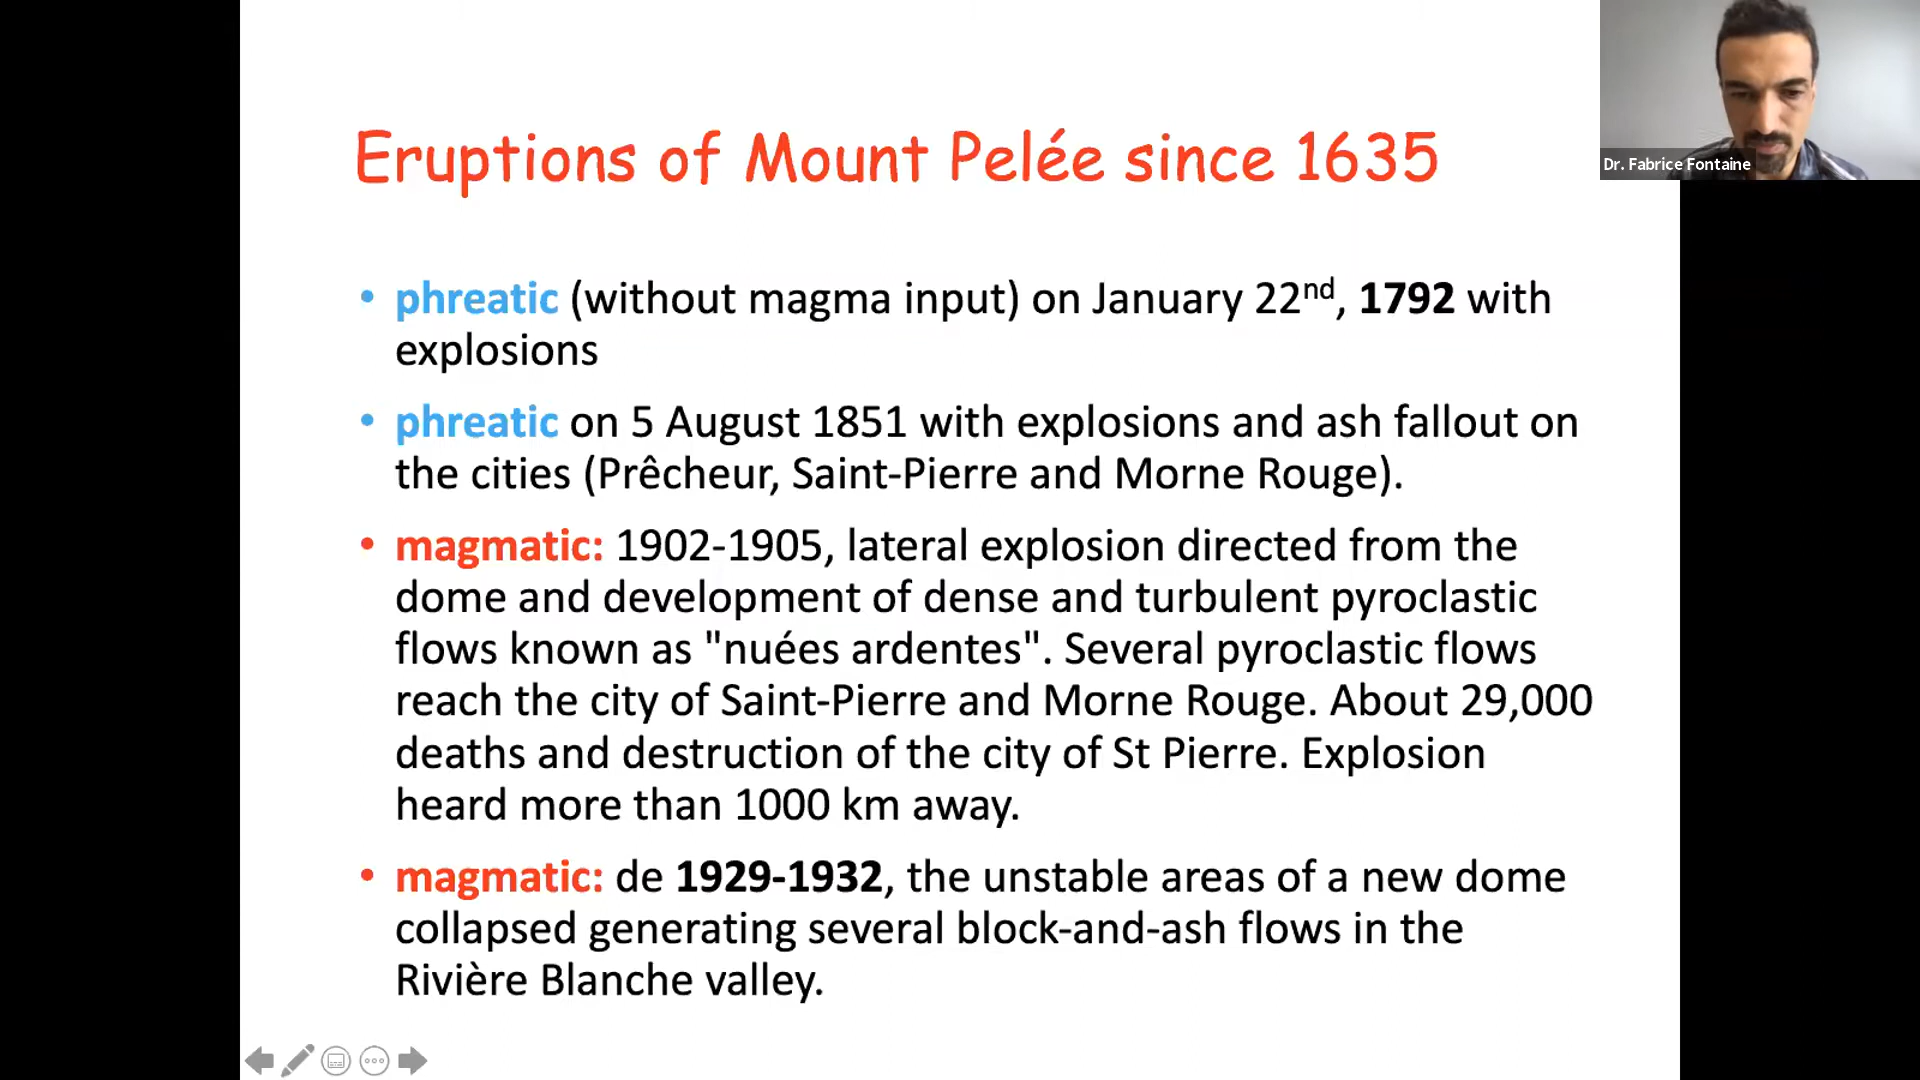 Eruptions of Mount Pelée since 1635
• phreatic (without magma input) on January 22nd, 1792 with
explosions
• phreatic on 5 August 1851 with explosions and ash fallout on
the cities (Prêcheur, Saint-Pierre and Morne Rouge).
• magmatic: 1902-1905, lateral explosion directed from the
dome and development of dense and turbulent pyroclastic
flows known as "nuées ardentes". Several pyroclastic flows
reach the city of Saint-Pierre and Morne Rouge. About 29,000
deaths and destruction of the city of St Pierre. Explosion
heard more than 1000 km away.
• magmatic: de 1929-1932, the unstable areas of a new dome
collapsed generating several block-and-ash flows in the
Rivière Blanche valley.
Dr. Fabrice Fontaine